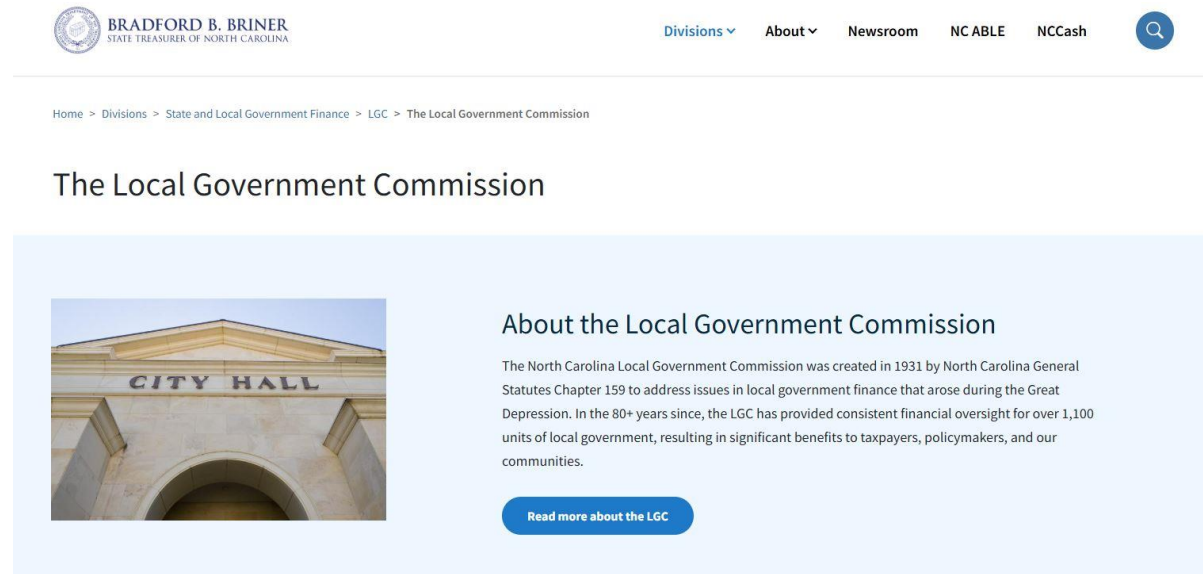 BRADFORD B. BRINER
STATE TREASURER OF NORTH CAROLINA
Divisions
About
Newsroom
NC ABLE
NCCash
Home > Divisions > State and Local Government Finance > LGC > The Local Government Commission
The Local Government Commission
CITY HALL
About the Local Government Commission
The North Carolina Local Government Commission was created in 1931 by North Carolina General
Statutes Chapter 159 to address issues in local government finance that arose during the Great
Depression. In the 80+ years since, the LGC has provided consistent financial oversight for over 1,100
units of local government, resulting in significant benefits to taxpayers, policymakers, and our
communities.
Read more about the LGC